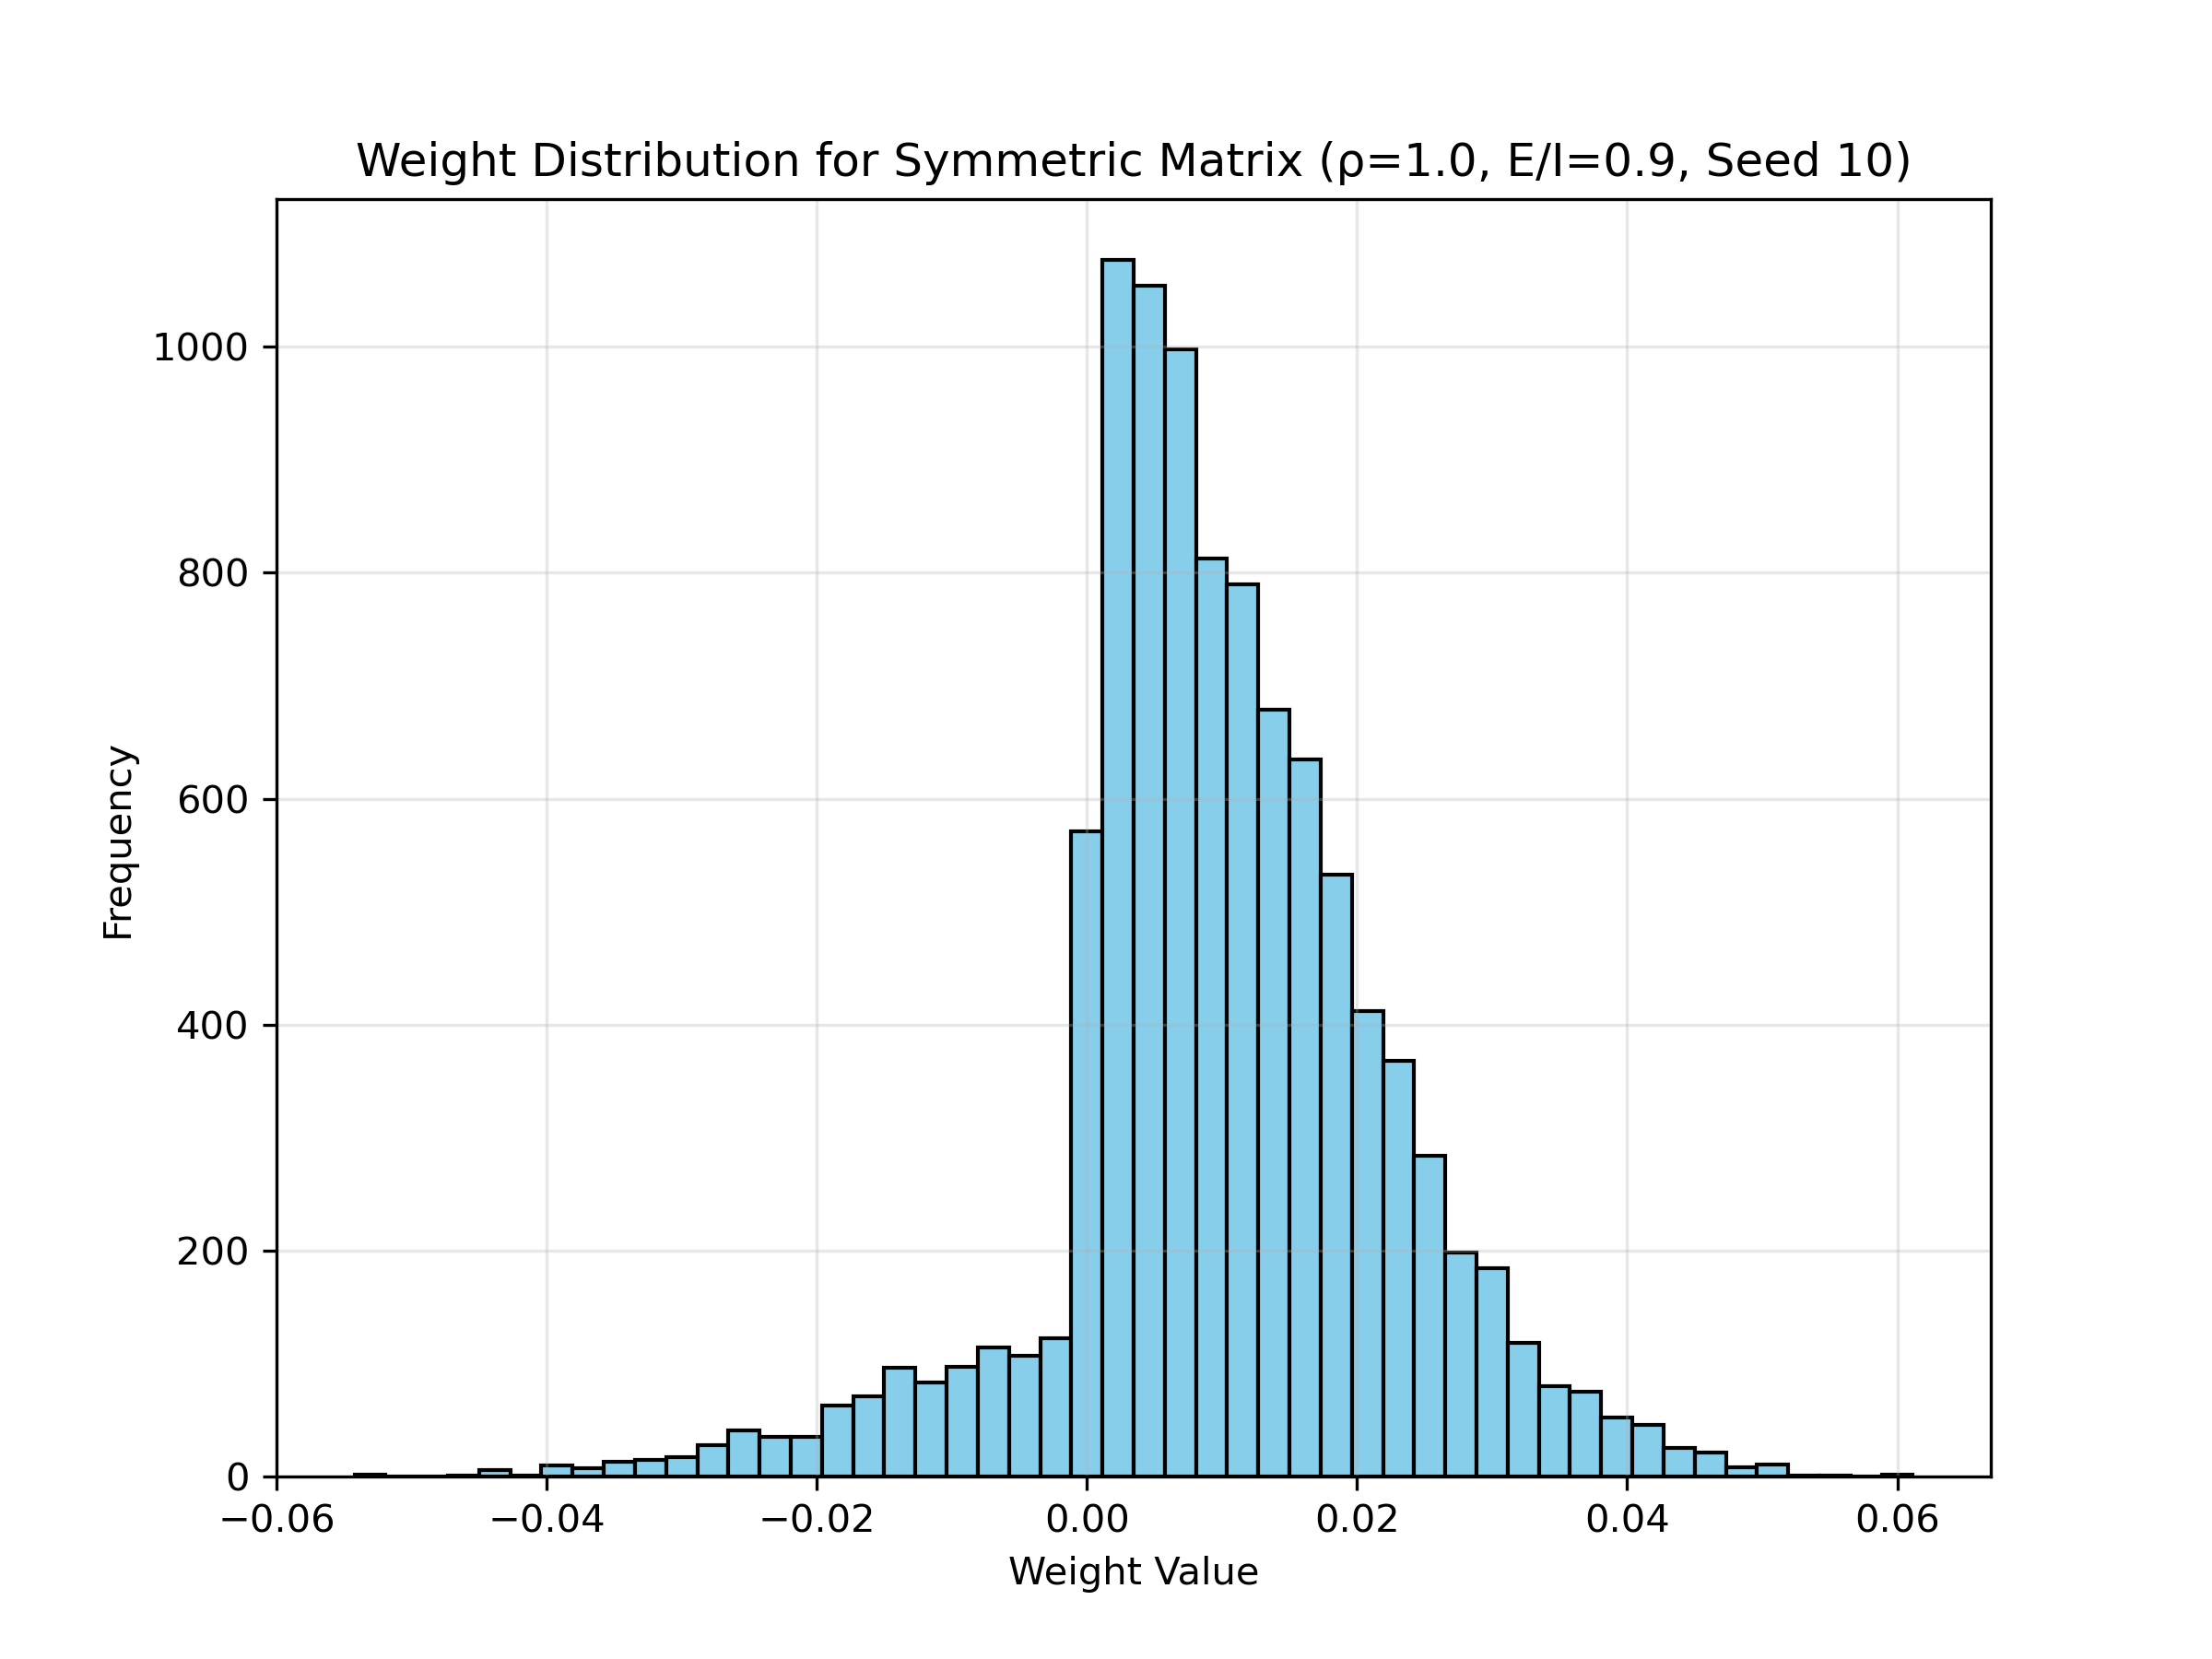 Weight Distribution for Symmetric Matrix (ρ=1.0, E/I=0.9, Seed 10)
Frequency
1000
800
600
400
200
0
−0.06 −0.04 −0.02 0.00 0.02 0.04 0.06
Weight Value